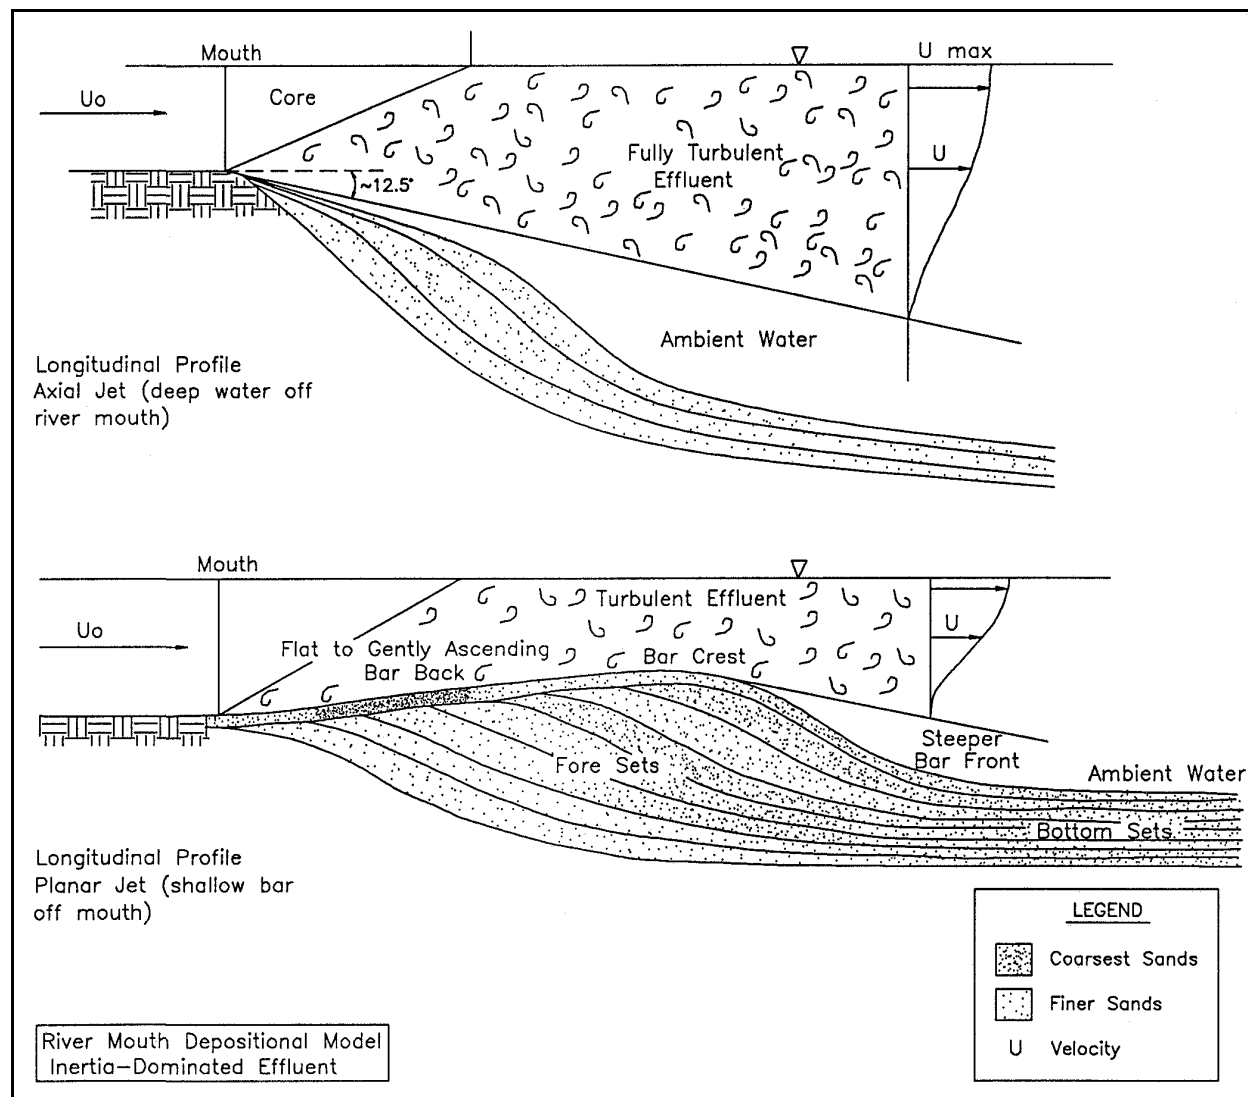 Mouth
U max
Uo
Core
Fully Turbulent
Effluent
U
~12.5°
Ambient Water
Longitudinal Profile
Axial Jet (deep water off
river mouth)
Mouth
Uo
Turbulent Effluent
U
Flat to Gently Ascending
Bar Back
Bar Crest
Steeper
Bar Front
Fore Sets
Ambient Water
Bottom Sets
Longitudinal Profile
Planar Jet (shallow bar
off mouth)
LEGEND
Coarsest Sands
Finer Sands
U Velocity
River Mouth Depositional Model
Inertia-Dominated Effluent